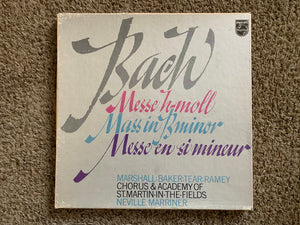 PHILIPS
Bach
Messe h-moll
Mass in B minor
Messe en si mineur
MARSHALL·BAKER·TEAR·RAMEY
CHORUS & ACADEMY OF
ST. MARTIN-IN-THE-FIELDS
NEVILLE MARRINER